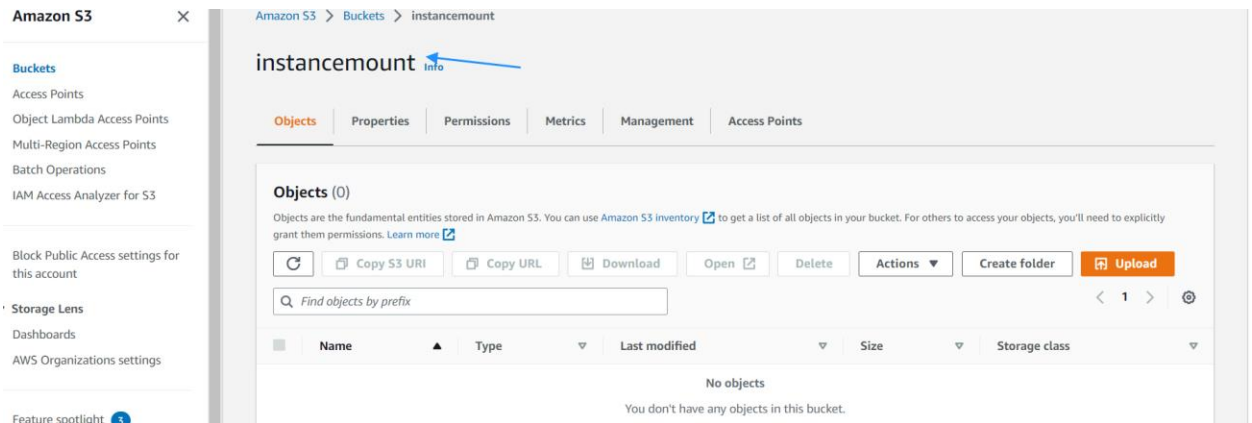 Amazon S3
Amazon S3 > Buckets > instancemount
instancemount Info
Buckets
Access Points
Object Lambda Access Points
Multi-Region Access Points
Batch Operations
IAM Access Analyzer for S3
Block Public Access settings for
this account
Storage Lens
Dashboards
AWS Organizations settings
Feature spotlight 3
Objects Properties Permissions Metrics Management Access Points
Objects (0)
Objects are the fundamental entities stored in Amazon S3. You can use Amazon S3 inventory to get a list of all objects in your bucket. For others to access your objects, you'll need to explicitly
grant them permissions. Learn more
Copy S3 URI Copy URL Download Open Delete Actions Create folder Upload
Find objects by prefix
< 1 >
Name Type Last modified Size Storage class
No objects
You don't have any objects in this bucket.